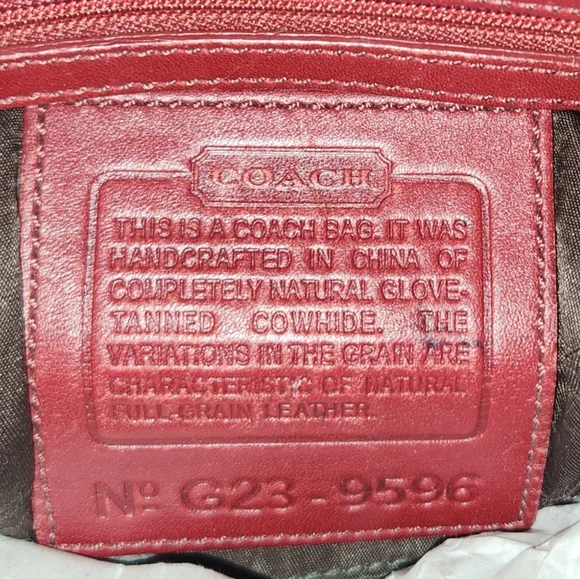 COACH
THIS IS A COACH BAG. IT WAS
HANDCRAFTED IN CHINA OF
COUPLETELY NATURAL GLOVE-
TANNED COWHIDE. THE
VARIATIONS IN THE GRAIN ARE
CHARACTERISTIC OF NATURAL
FULL-GRAIN LEATHER.
Nº G23-9596